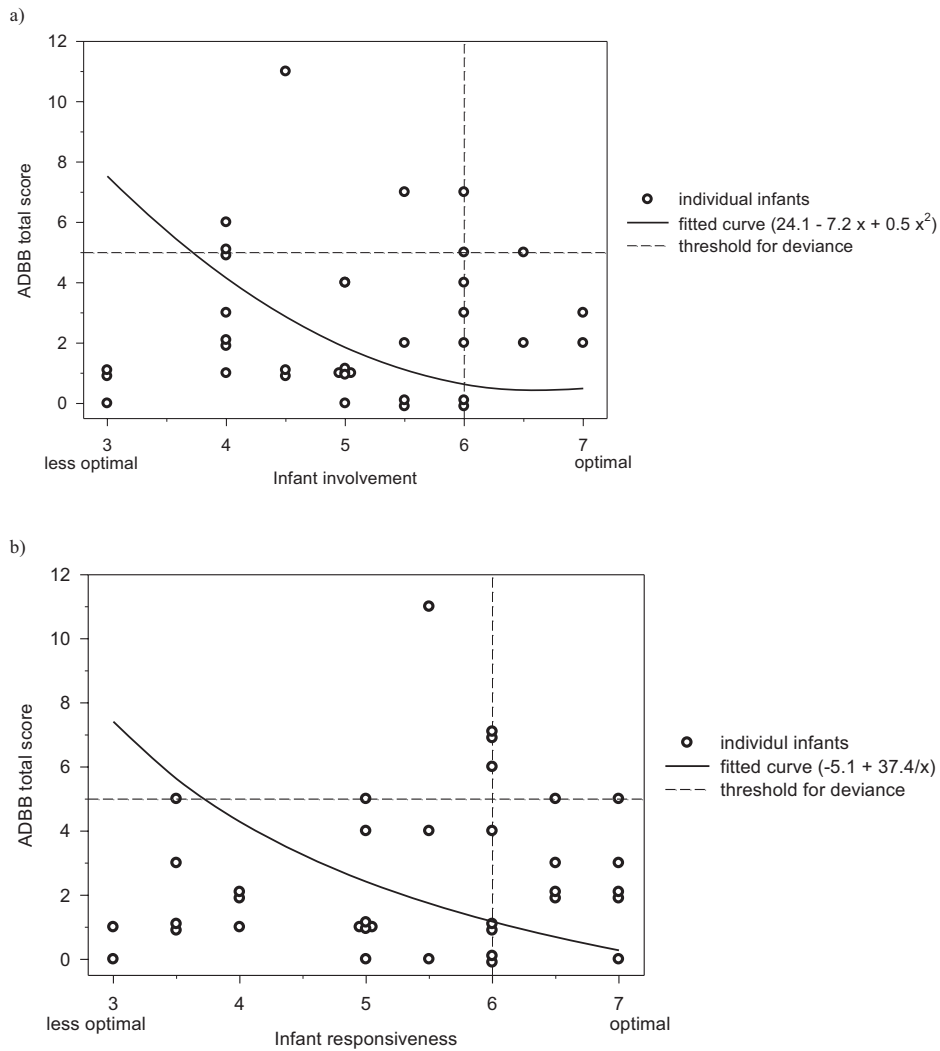 a)
12
10
8
6
4
2
0
ADBB total score
3 4 5 6 7
less optimal optimal
Infant involvement
individual infants
fitted curve (24.1 - 7.2 x + 0.5 x²)
threshold for deviance
b)
12
10
8
6
4
2
0
ADBB total score
3 4 5 6 7
less optimal optimal
Infant responsiveness
individul infants
fitted curve (-5.1 + 37.4/x)
threshold for deviance